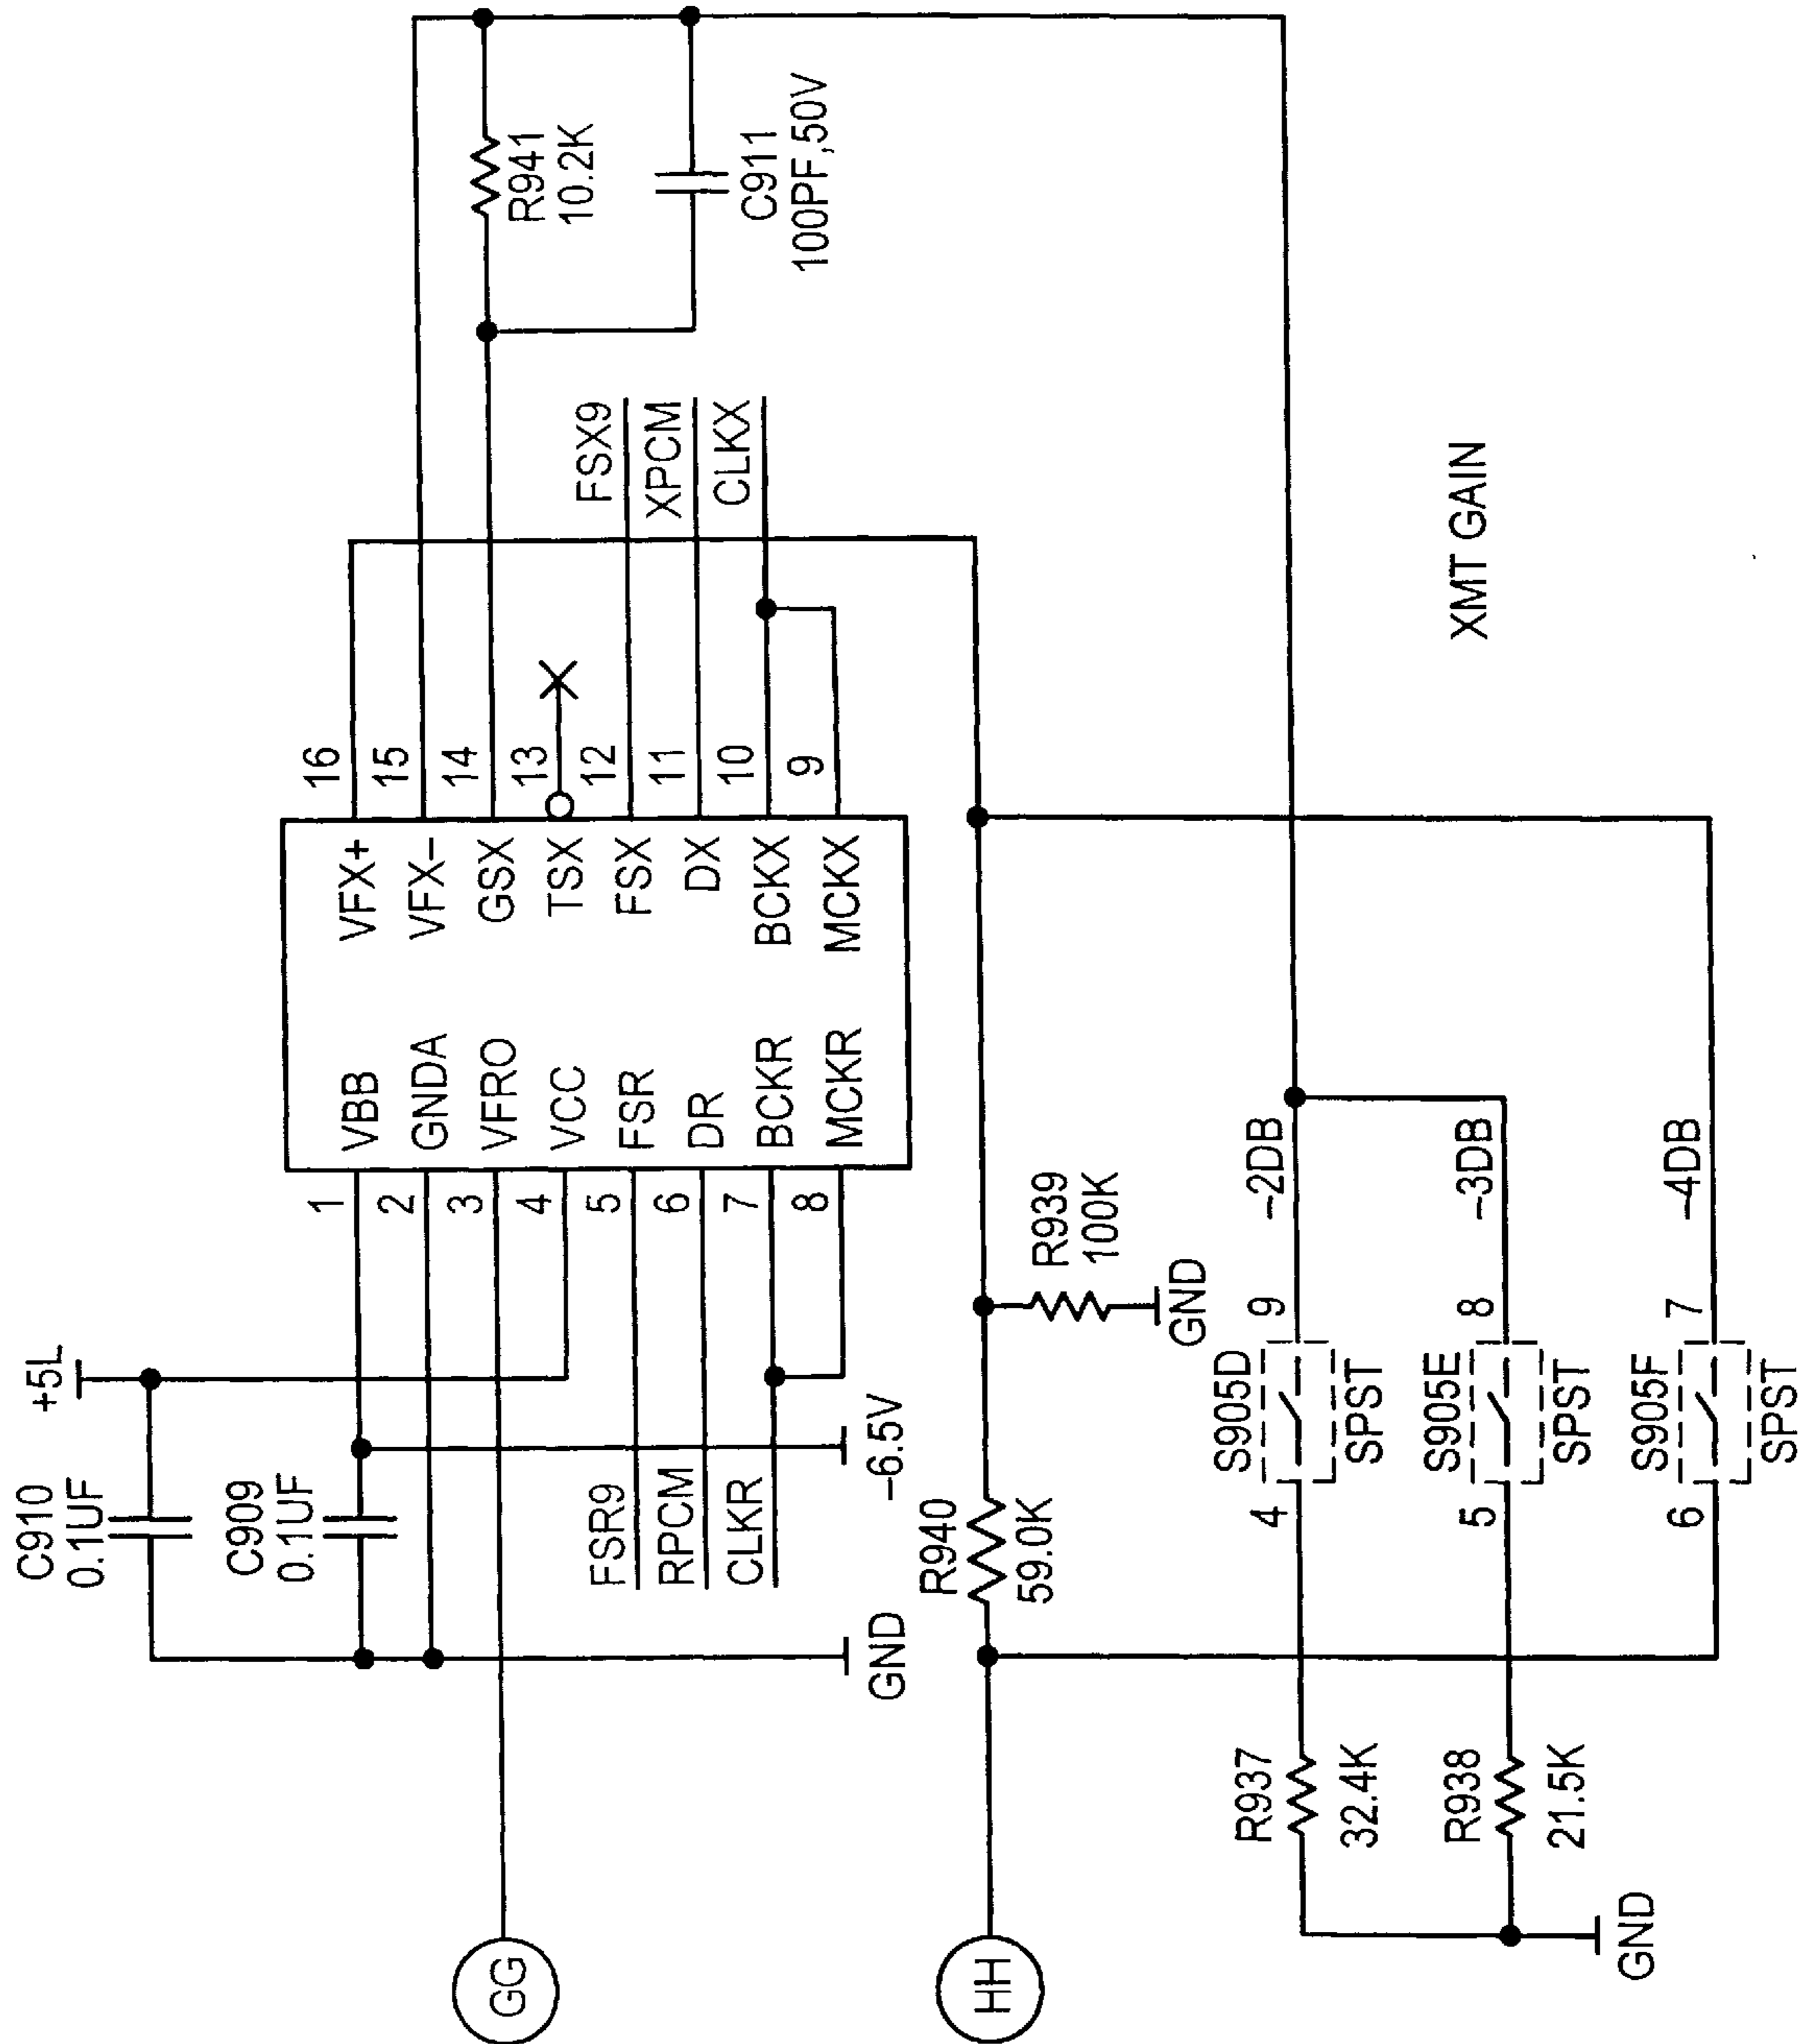 C910
0.1UF
+5L
C909
0.1UF
-6.5V
GND
FSR9
RPCM
CLKR
1
2
3
4
5
6
7
8
VBB
GNDA
VFRO
VCC
FSR
DR
BCKR
MCKR
VFX+
VFX-
GSX
TSX
FSX
DX
BCKX
MCKX
16
15
14
13
12
11
10
9
FSX9
XPCM
CLKX
R941
10.2K
C911
100PF,50V
GG
HH
R940
59.0K
R939
100K
GND
R937
32.4K
4
S905D
SPST
9
-2DB
R938
21.5K
5
S905E
SPST
8
-3DB
6
S905F
SPST
7
-4DB
GND
XMT GAIN